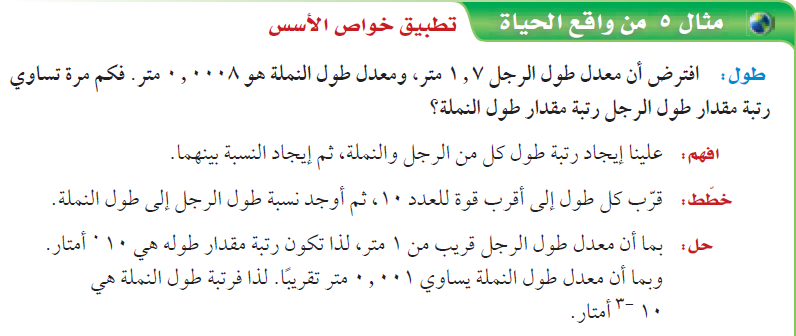 مثال ٥ من واقع الحياة تطبيق خواص الأسس
طول: افترض أن معدل طول الرجل ١,٧ متر، ومعدل طول النملة هو ٠,٠٠٠٨ متر. فكم مرة تساوي
رتبة مقدار طول الرجل رتبة مقدار طول النملة؟
افهم: علينا إيجاد رتبة طول كل من الرجل والنملة، ثم إيجاد النسبة بينهما.
خطّط: قرّب كل طول إلى أقرب قوة للعدد ١٠، ثم أوجد نسبة طول الرجل إلى طول النملة.
حل: بما أن معدل طول الرجل قريب من ١ متر، لذا تكون رتبة مقدار طوله هي ١٠⁰ أمتار.
وبما أن معدل طول النملة يساوي ٠,٠٠١ متر تقريبًا. لذا فرتبة طول النملة هي
١٠⁻³ أمتار.